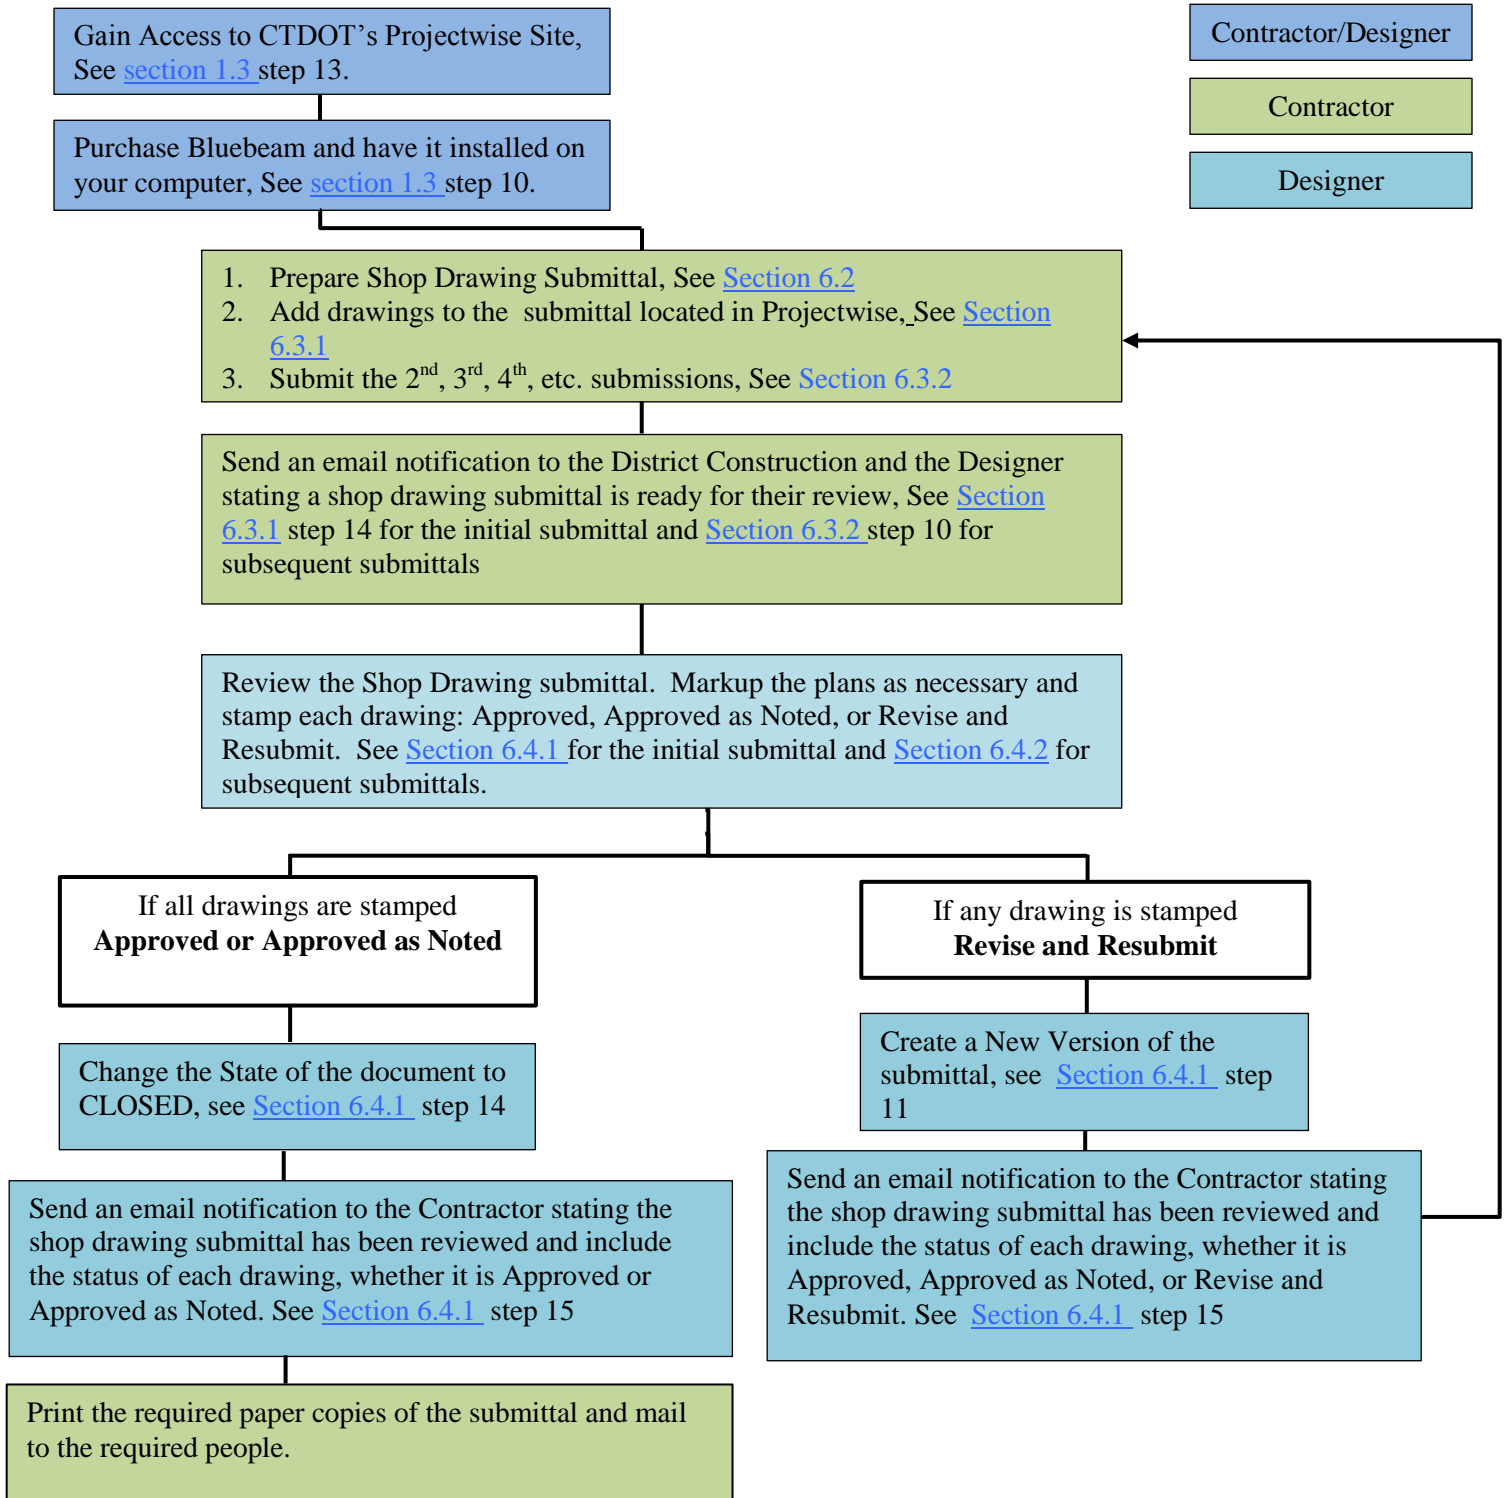 Gain Access to CTDOT’s Projectwise Site,
See section 1.3 step 13.
Contractor/Designer
Contractor
Designer
Purchase Bluebeam and have it installed on
your computer, See section 1.3 step 10.
1. Prepare Shop Drawing Submittal, See Section 6.2
2. Add drawings to the submittal located in Projectwise, See Section
6.3.1
3. Submit the 2nd, 3rd, 4th, etc. submissions, See Section 6.3.2
Send an email notification to the District Construction and the Designer
stating a shop drawing submittal is ready for their review, See Section
6.3.1 step 14 for the initial submittal and Section 6.3.2 step 10 for
subsequent submittals
Review the Shop Drawing submittal. Markup the plans as necessary and
stamp each drawing: Approved, Approved as Noted, or Revise and
Resubmit. See Section 6.4.1 for the initial submittal and Section 6.4.2 for
subsequent submittals.
If all drawings are stamped
Approved or Approved as Noted
Change the State of the document to
CLOSED, see Section 6.4.1 step 14
Send an email notification to the Contractor stating the
shop drawing submittal has been reviewed and include
the status of each drawing, whether it is Approved or
Approved as Noted. See Section 6.4.1 step 15
Print the required paper copies of the submittal and mail
to the required people.
If any drawing is stamped
Revise and Resubmit
Create a New Version of the
submittal, see Section 6.4.1 step
11
Send an email notification to the Contractor stating
the shop drawing submittal has been reviewed and
include the status of each drawing, whether it is
Approved, Approved as Noted, or Revise and
Resubmit. See Section 6.4.1 step 15